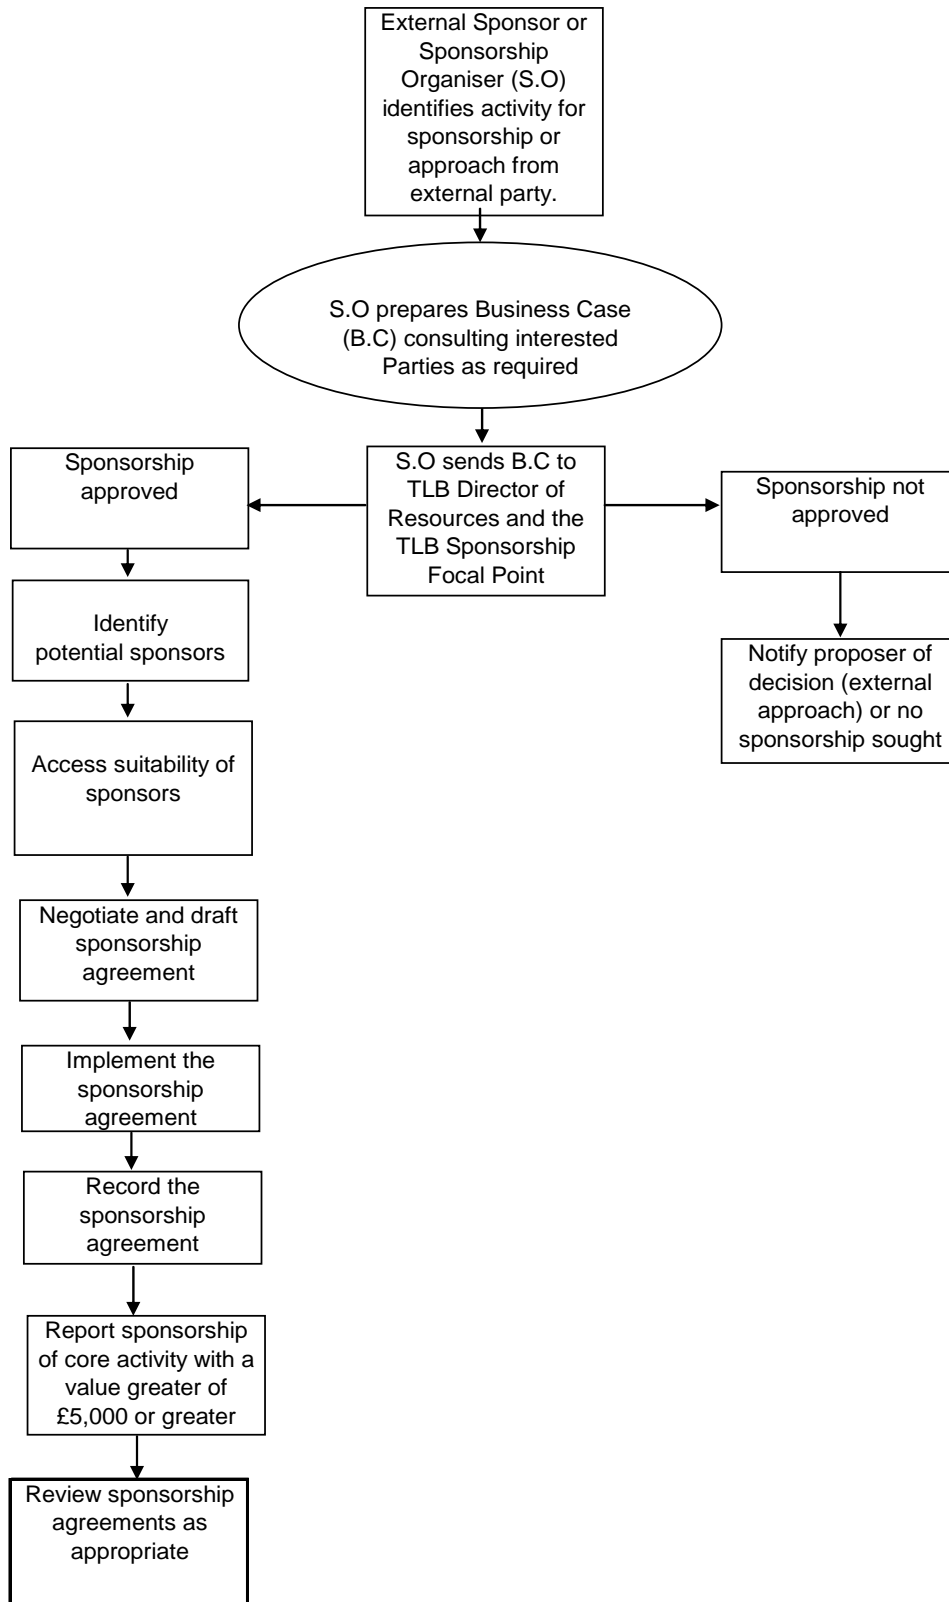 External Sponsor or
Sponsorship
Organiser (S.O)
identifies activity for
sponsorship or
approach from
external party.
S.O prepares Business Case
(B.C) consulting interested
Parties as required
S.O sends B.C to
TLB Director of
Resources and the
TLB Sponsorship
Focal Point
Sponsorship
approved
Identify
potential sponsors
Access suitability of
sponsors
Negotiate and draft
sponsorship
agreement
Implement the
sponsorship
agreement
Record the
sponsorship
agreement
Report sponsorship
of core activity with a
value greater of
£5,000 or greater
Review sponsorship
agreements as
appropriate
Sponsorship not
approved
Notify proposer of
decision (external
approach) or no
sponsorship sought